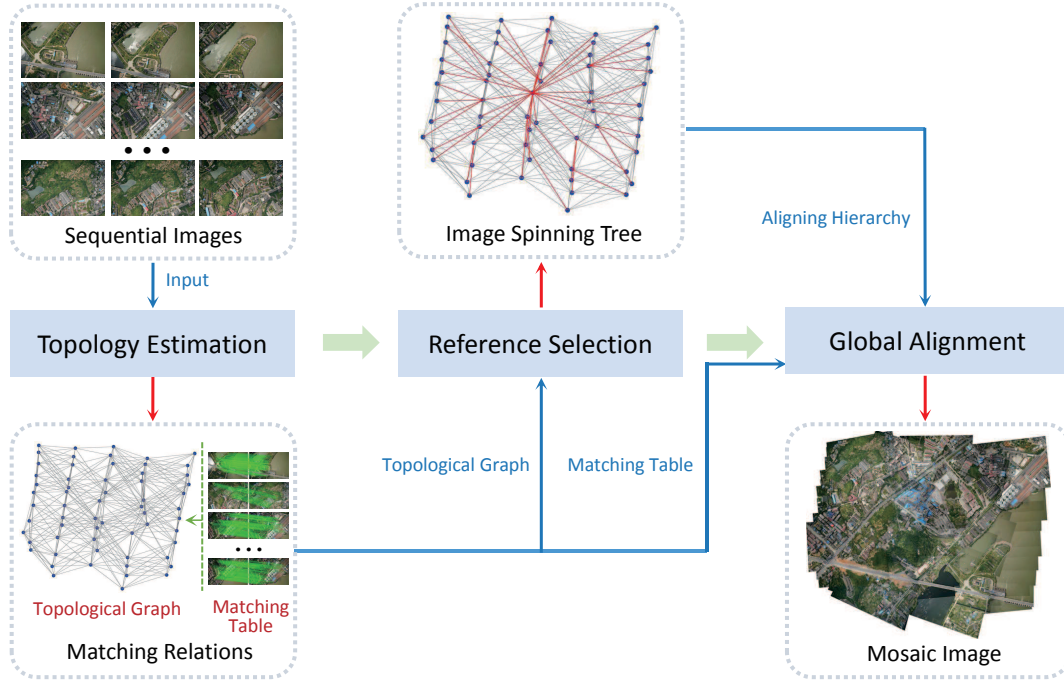 Sequential Images
Image Spinning Tree
Aligning Hierarchy
Input
Topology Estimation
Reference Selection
Global Alignment
Topological Graph
Matching Table
Topological Graph
Matching
Table
Matching Relations
Mosaic Image